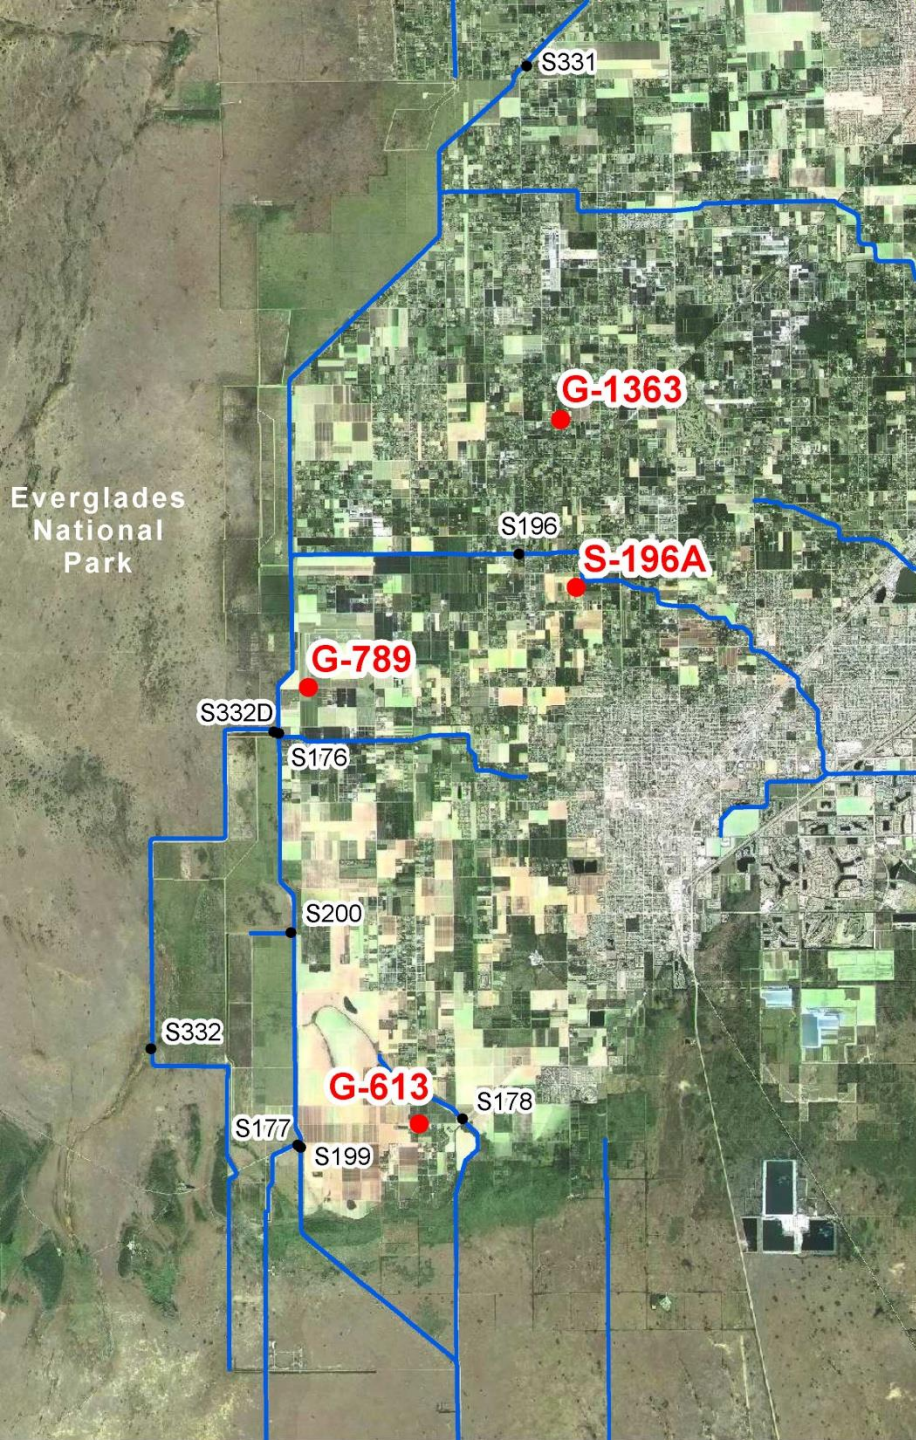 S331
G-1363
Everglades
National
Park
S196
S-196A
G-789
S332D
S176
S200
S332
G-613
S178
S177
S199